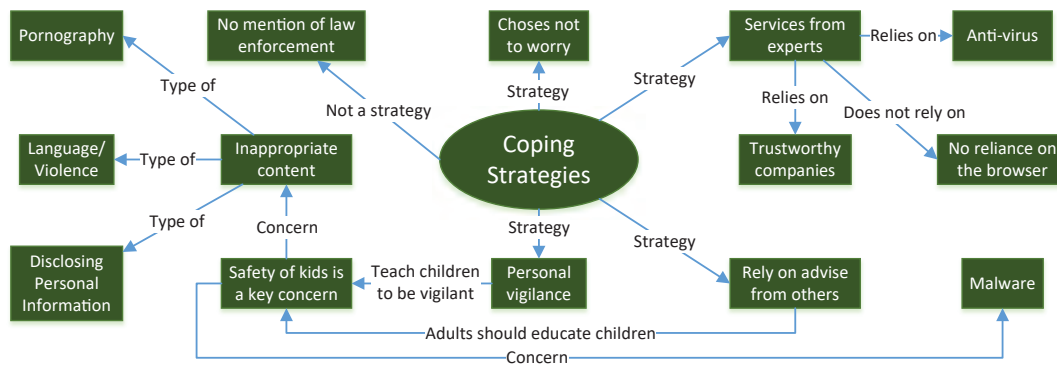 Pornography
No mention of law
enforcement
Choses not
to worry
Services from
experts
Relies on
Anti-virus
Type of
Strategy
Strategy
Relies on
Not a strategy
Does not rely on
Language/
Violence
Type of
Inappropriate
content
Coping
Strategies
Trustworthy
companies
No reliance on
the browser
Type of
Concern
Strategy
Strategy
Disclosing
Personal
Information
Safety of kids is
a key concern
Teach children
to be vigilant
Personal
vigilance
Rely on advise
from others
Malware
Adults should educate children
Concern